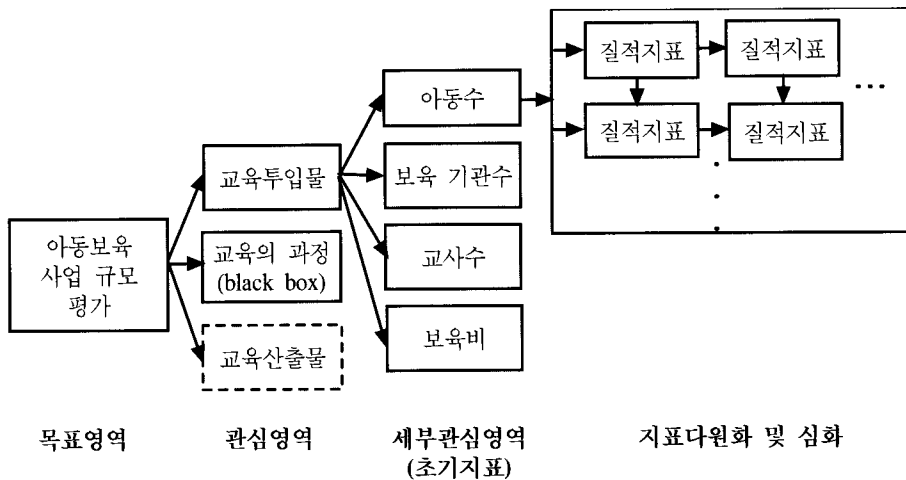 아동보육
사업 규모
평가
교육투입물
교육의 과정
(black box)
교육산출물
아동수
보육 기관수
교사수
보육비
질적지표
질적지표
질적지표
질적지표
...
목표영역
관심영역
세부관심영역
(초기지표)
지표다원화 및 심화